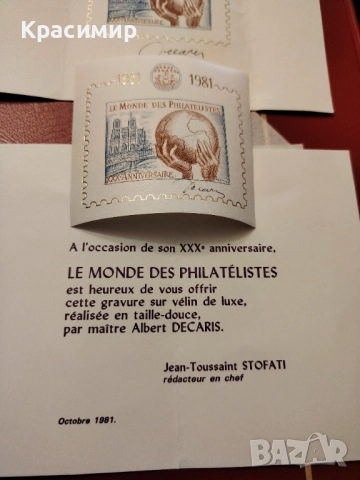 Красимир
1951 1981
LE MONDE DES PHILATELISTES
XXX ANNIVERSAIRE
A l'occasion de son XXXe anniversaire,
LE MONDE DES PHILATÉLISTES
est heureux de vous offrir
cette gravure sur vélin de luxe,
réalisée en taille-douce,
par maître Albert DECARIS.
Jean-Toussaint STOFATI
rédacteur en chef
Octobre 1981.
BAZAR